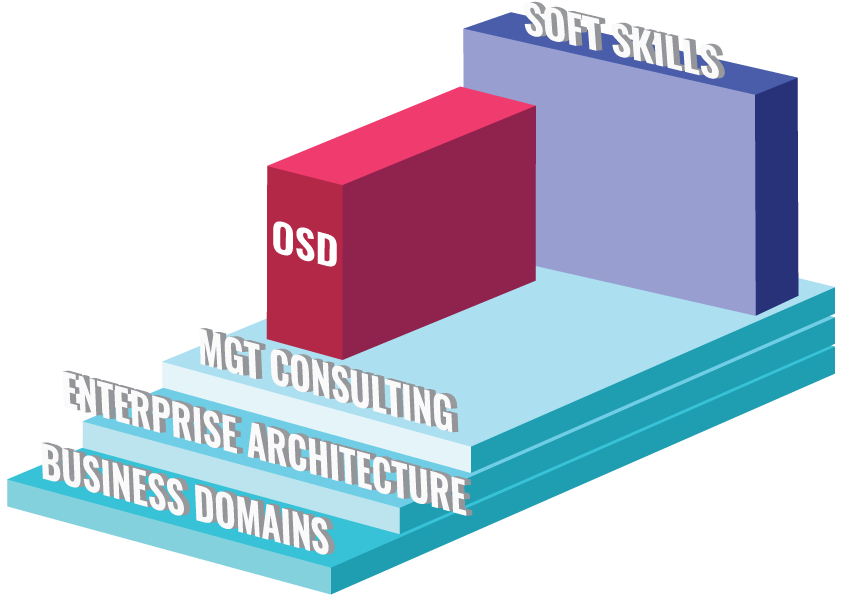 SOFT SKILLS
OSD
MGT CONSULTING
ENTERPRISE ARCHITECTURE
BUSINESS DOMAINS